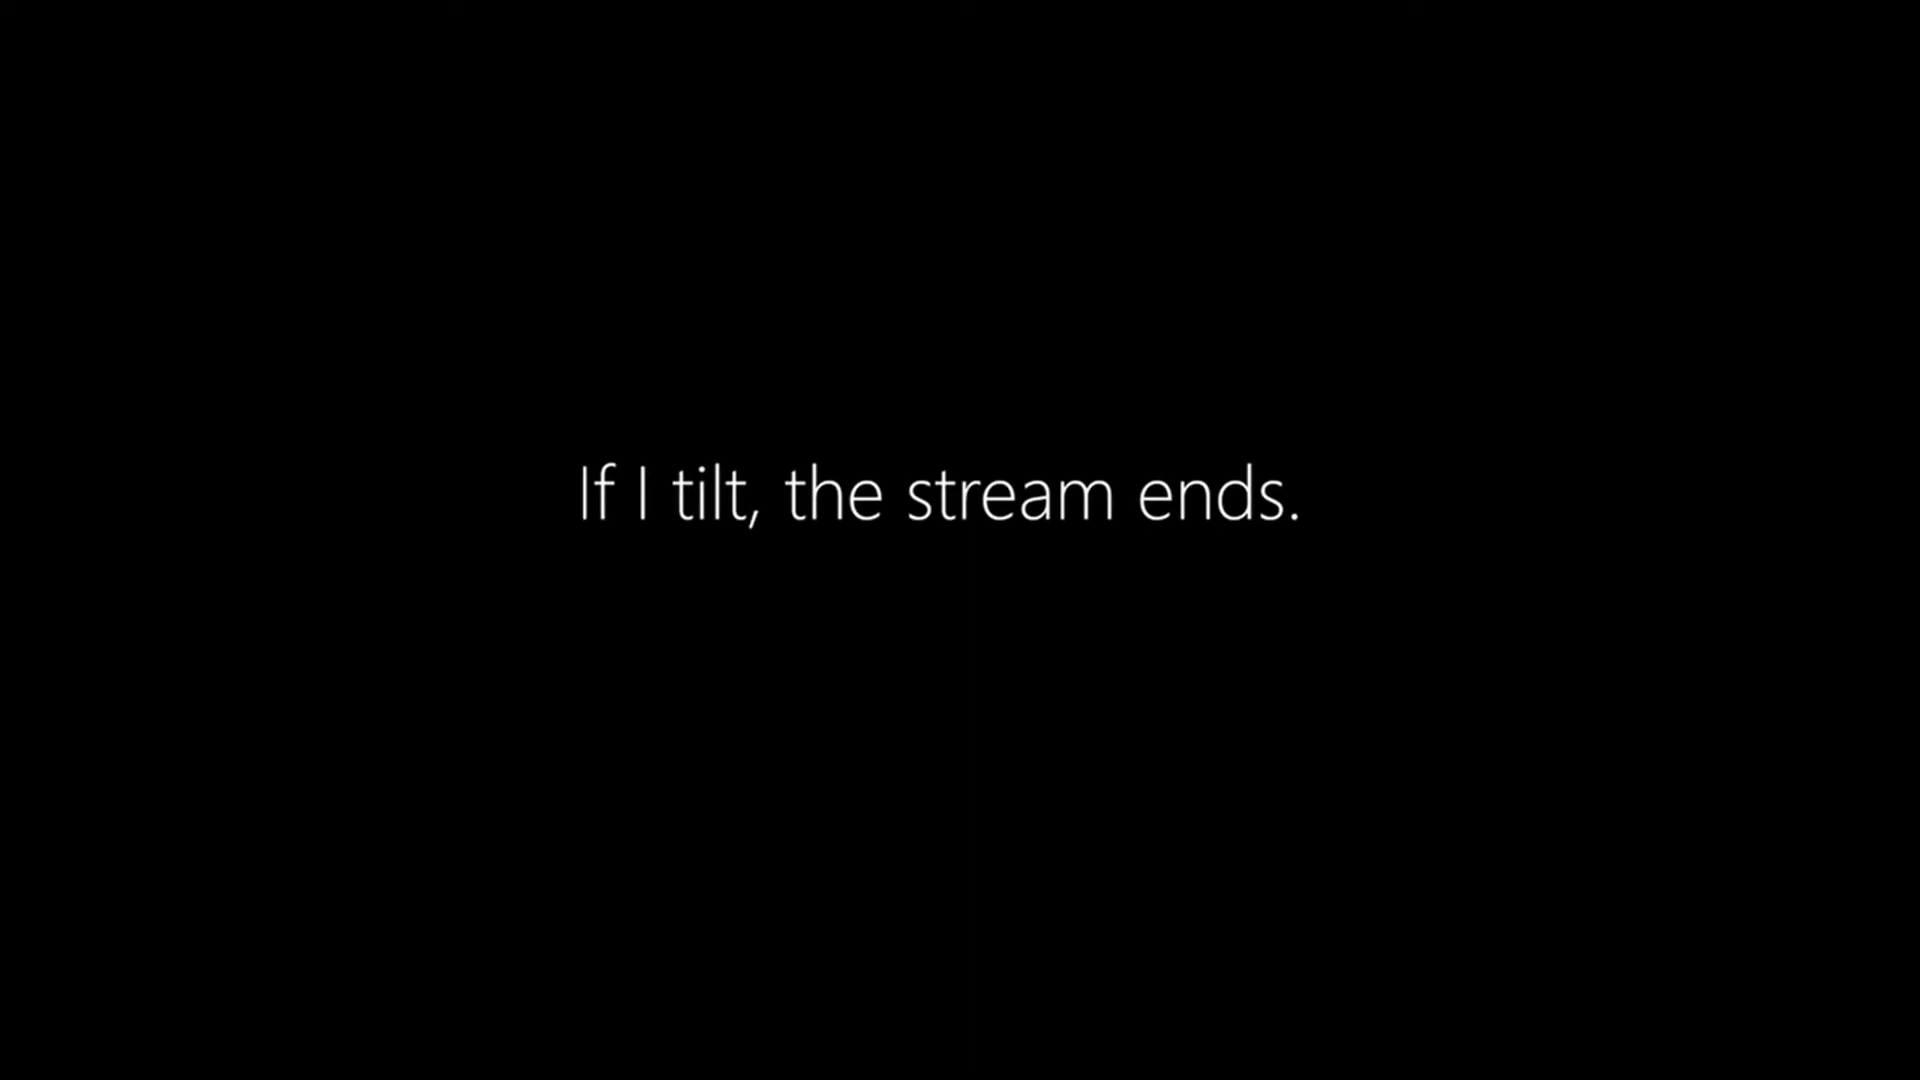 If I tilt, the stream ends.